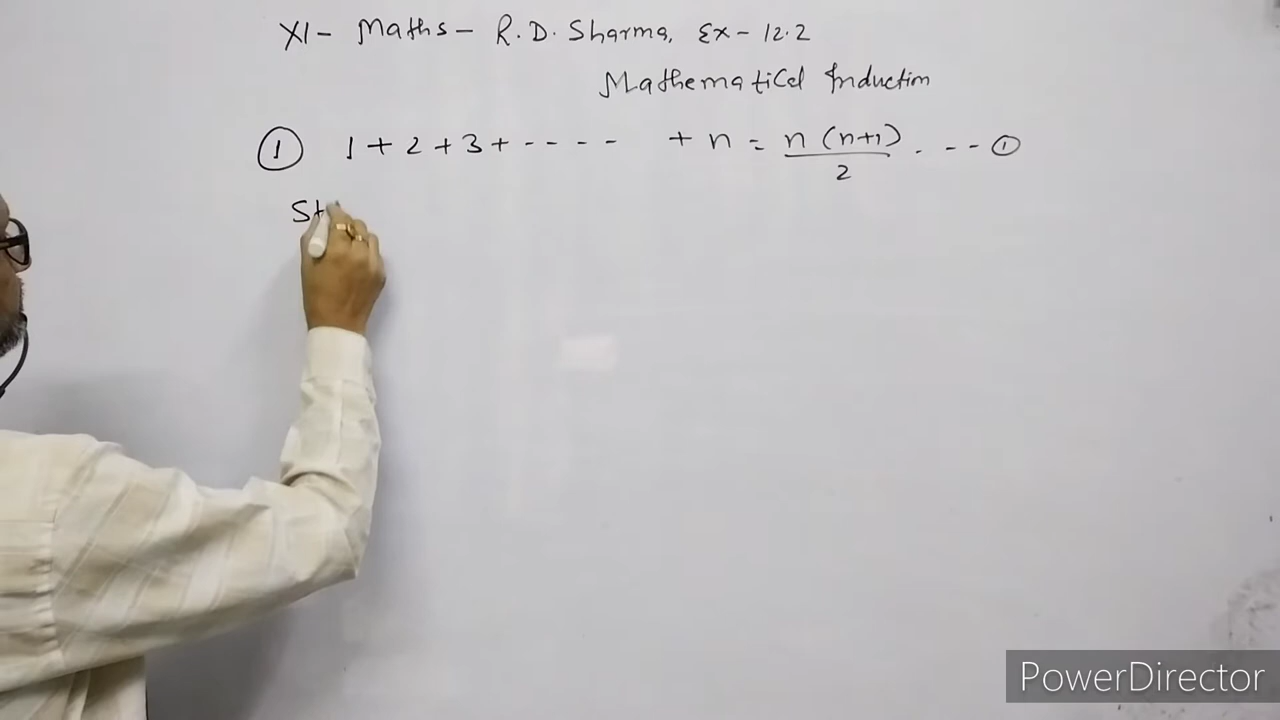 XI - Maths - R.D. Sharma, Ex - 12.2
Mathematical Induction
① 1 + 2 + 3 + - - - - + n = n (n+1) / 2 . - - ①
St
PowerDirector